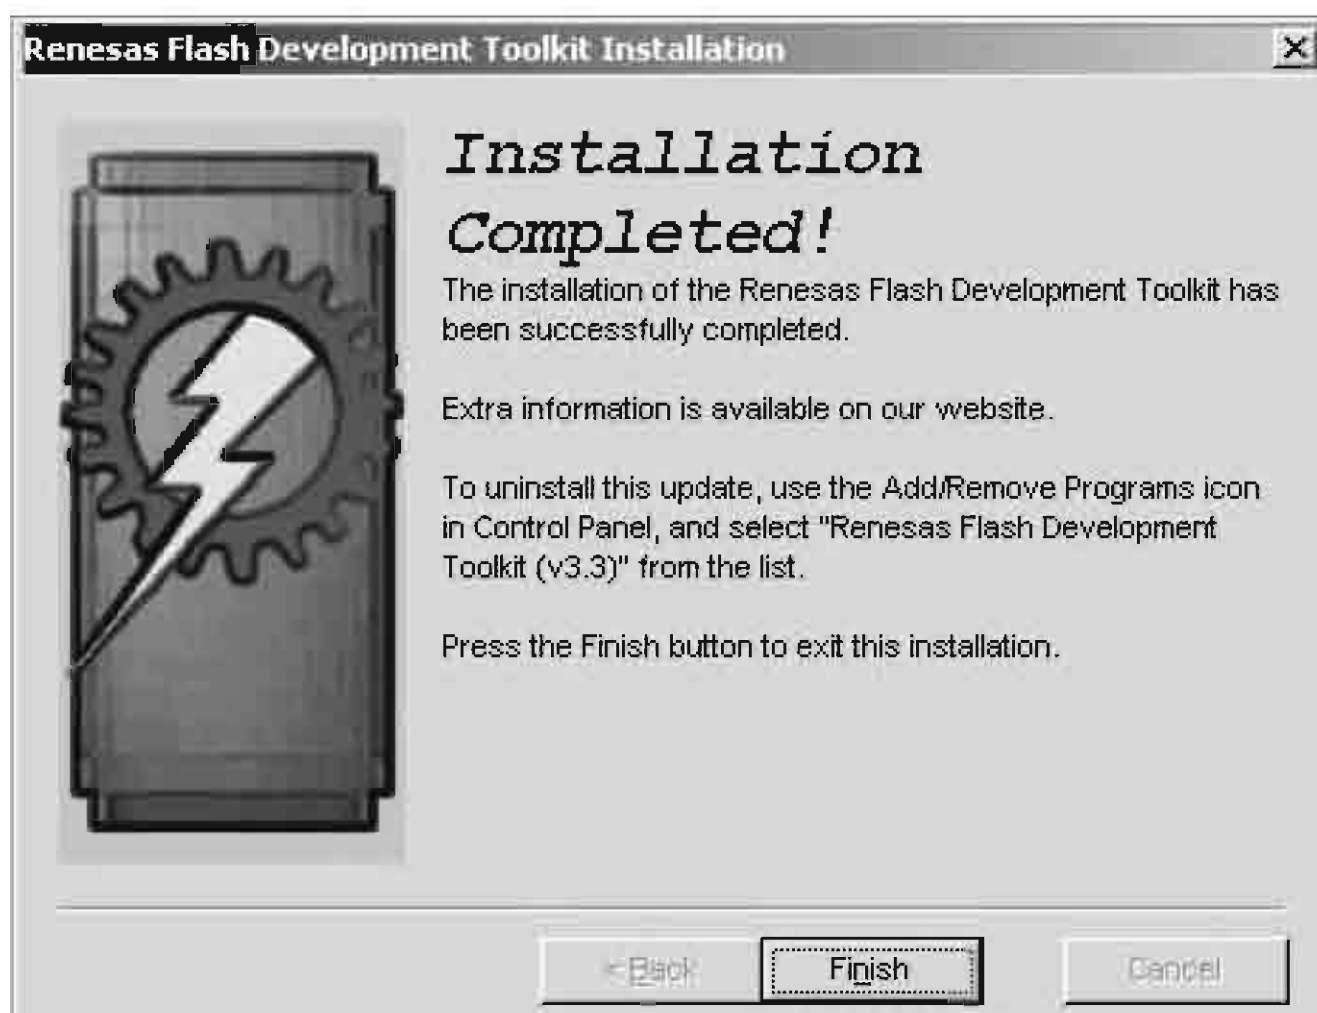 Renesas Flash Development Toolkit Installation
Installation
Completed!
The installation of the Renesas Flash Development Toolkit has
been successfully completed.
Extra information is available on our website.
To uninstall this update, use the Add/Remove Programs icon
in Control Panel, and select "Renesas Flash Development
Toolkit (v3.3)" from the list.
Press the Finish button to exit this installation.
< Back Finish Cancel